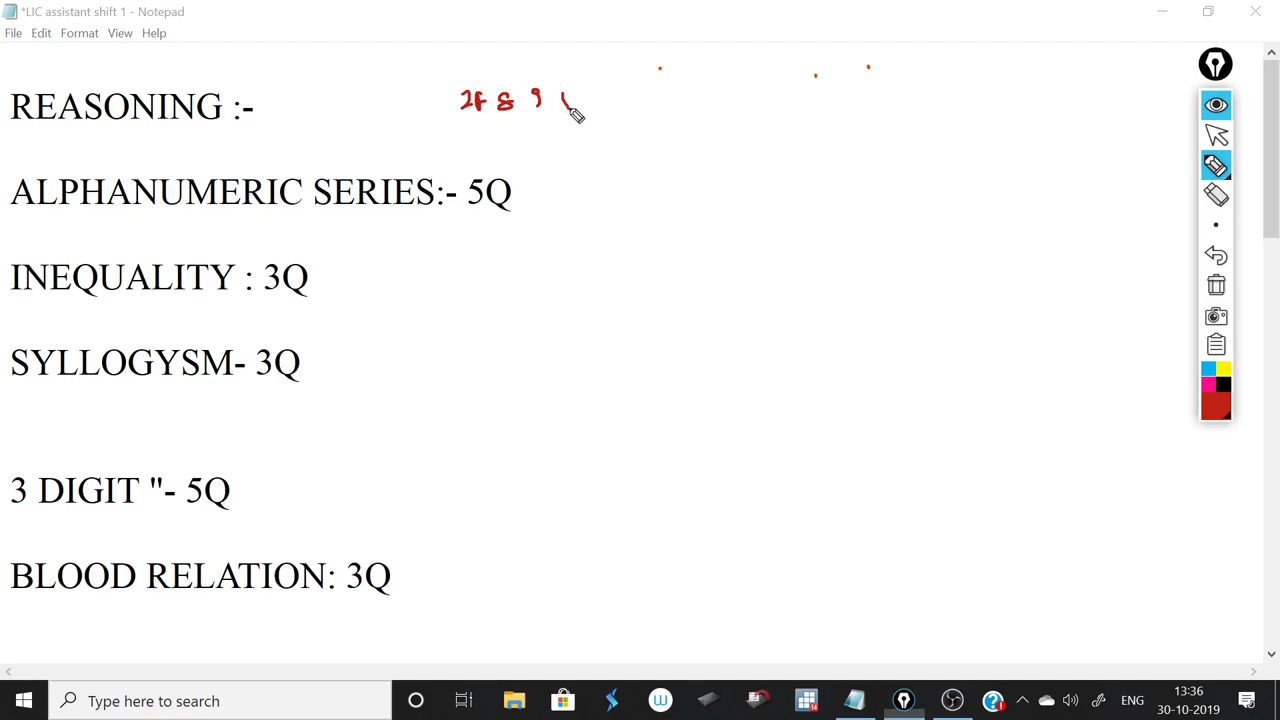 *LIC assistant shift 1 - Notepad
File Edit Format View Help
REASONING :-
ALPHANUMERIC SERIES:- 5Q
INEQUALITY : 3Q
SYLLOGYSM- 3Q
3 DIGIT "- 5Q
BLOOD RELATION: 3Q
Type here to search
ENG
13:36
30-10-2019